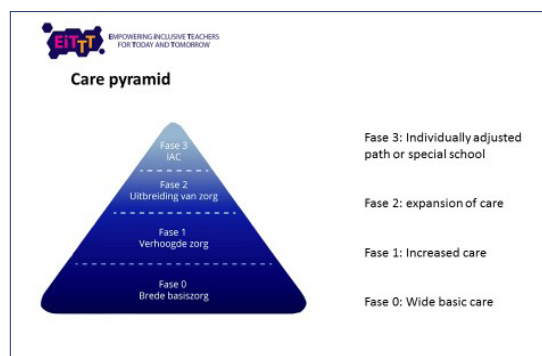 EiTTT
EMPOWERING INCLUSIVE TEACHERS
FOR TODAY AND TOMORROW
Care pyramid
Fase 3
IAC
Fase 2
Uitbreiding van zorg
Fase 1
Verhoogde zorg
Fase 0
Brede basiszorg
Fase 3: Individually adjusted
path or special school
Fase 2: expansion of care
Fase 1: Increased care
Fase 0: Wide basic care